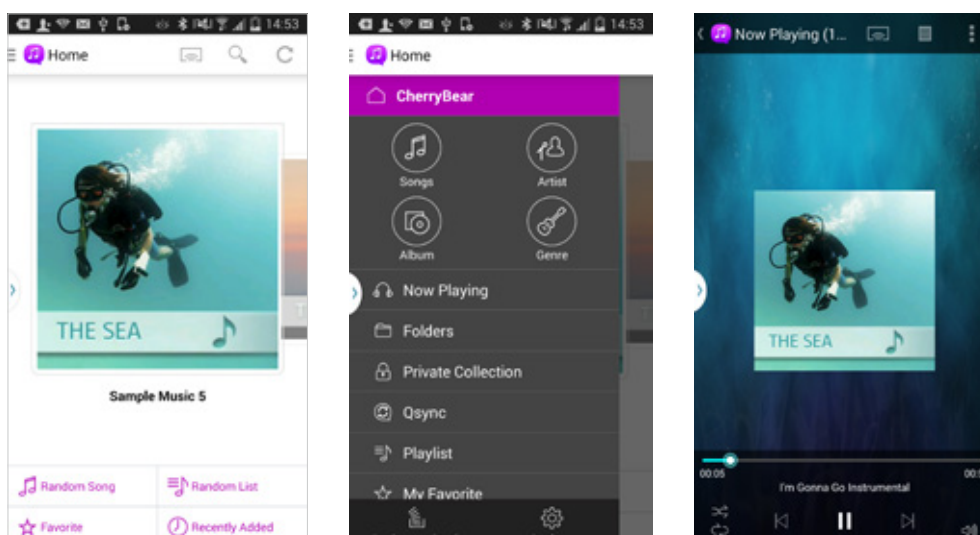 14:53
Home
THE SEA
Sample Music 5
Random Song
Random List
Favorite
Recently Added
14:53
Home
CherryBear
Songs
Artist
Album
Genre
Now Playing
Folders
Private Collection
Qsync
Playlist
My Favorite
Now Playing (1...
THE SEA
00:05
I'm Gonna Go Instrumental